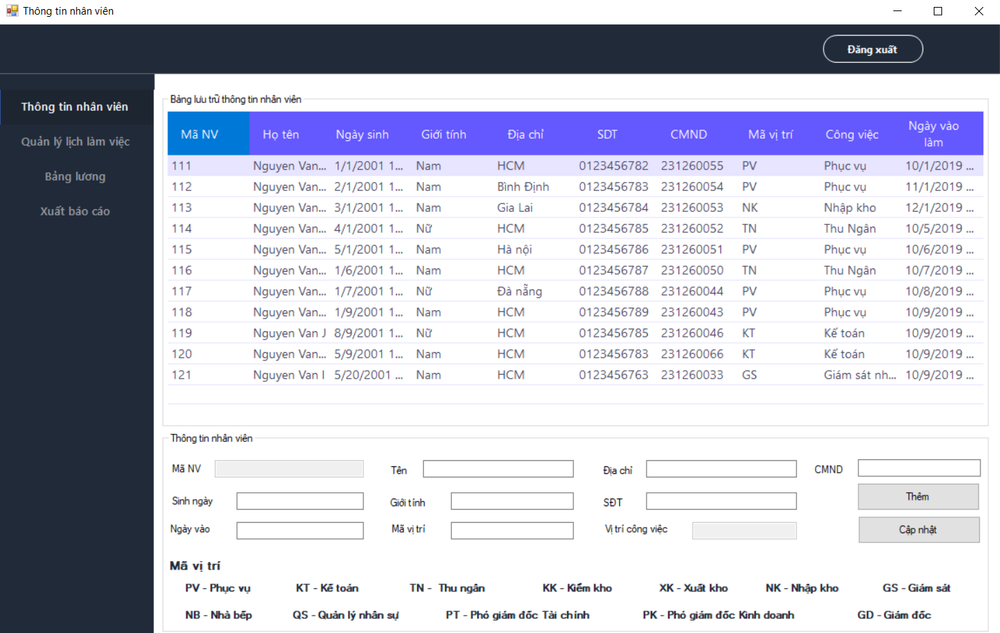 Thông tin nhân viên
Đăng xuất
Thông tin nhân viên
Quản lý lịch làm việc
Bảng lương
Xuất báo cáo
Bảng lưu trữ thông tin nhân viên
Mã NV Họ tên Ngày sinh Giới tính Địa chỉ SDT CMND Mã vị trí Công việc Ngày vào làm
111 Nguyen Van... 1/1/2001 1... Nam HCM 0123456782 231260055 PV Phục vụ 10/1/2019 ...
112 Nguyen Van... 2/1/2001 1... Nam Bình Định 0123456783 231260054 PV Phục vụ 11/1/2019 ...
113 Nguyen Van... 3/1/2001 1... Nam Gia Lai 0123456784 231260053 NK Nhập kho 12/1/2019 ...
114 Nguyen Van... 4/1/2001 1... Nữ HCM 0123456785 231260052 TN Thu Ngân 10/5/2019 ...
115 Nguyen Van... 5/1/2001 1... Nam Hà nội 0123456786 231260051 PV Phục vụ 10/6/2019 ...
116 Nguyen Van... 1/6/2001 1... Nam HCM 0123456787 231260050 TN Thu Ngân 10/7/2019 ...
117 Nguyen Van... 1/7/2001 1... Nữ Đà nẵng 0123456788 231260044 PV Phục vụ 10/8/2019 ...
118 Nguyen Van... 1/9/2001 1... Nam HCM 0123456789 231260043 PV Phục vụ 10/9/2019 ...
119 Nguyen Van J 8/9/2001 1... Nữ HCM 0123456785 231260046 KT Kế toán 10/9/2019 ...
120 Nguyen Van... 5/9/2001 1... Nam HCM 0123456783 231260066 KT Kế toán 10/9/2019 ...
121 Nguyen Van I 5/20/2001 ... Nam HCM 0123456763 231260033 GS Giám sát nh... 10/9/2019 ...
Thông tin nhân viên
Mã NV Tên Địa chỉ CMND
Sinh ngày Giới tính SĐT Thêm
Ngày vào Mã vị trí Vị trí công việc Cập nhật
Mã vị trí
PV - Phục vụ KT - Kế toán TN - Thu ngân KK - Kiểm kho XK - Xuất kho NK - Nhập kho GS - Giám sát
NB - Nhà bếp QS - Quản lý nhân sự PT - Phó giám đốc Tài chính PK - Phó giám đốc Kinh doanh GD - Giám đốc